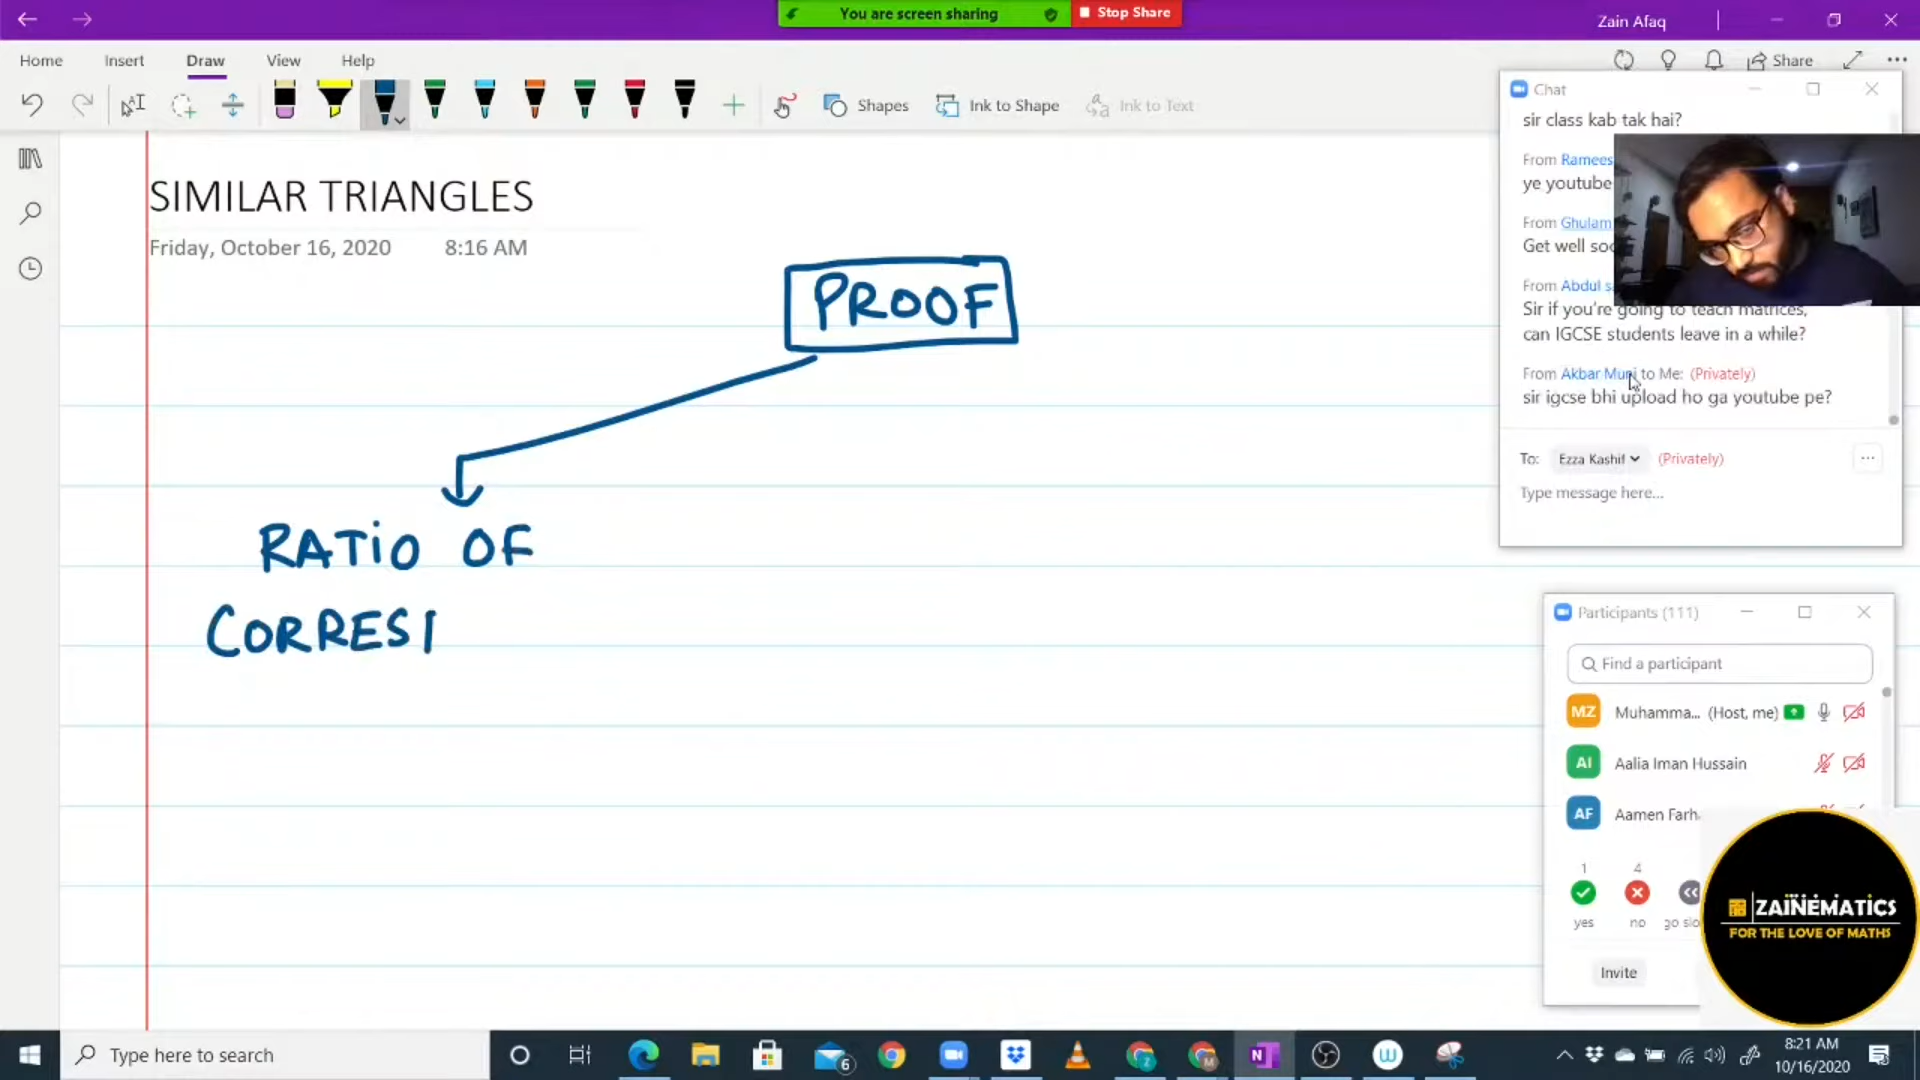 You are screen sharing
Stop Share
Zain Afaq
Home Insert Draw View Help
Share
Shapes
Ink to Shape
Ink to Text
SIMILAR TRIANGLES
Friday, October 16, 2020 8:16 AM
PROOF
RATIO OF
CORRESI
Chat
sir class kab tak hai?
From Ramees
ye youtube
From Ghulam
Get well soo
From Abdul s
Sir if you're going to teach matrices,
can IGCSE students leave in a while?
From Akbar Muni to Me: (Privately)
sir igcse bhi upload ho ga youtube pe?
To: Ezza Kashif (Privately)
Type message here...
Participants (111)
Find a participant
MZ Muhamma... (Host, me)
AI Aalia Iman Hussain
AF Aamen Farh
1 4
yes no go slo
Invite
ZAINEMATICS
FOR THE LOVE OF MATHS
Type here to search
6
8:21 AM
10/16/2020